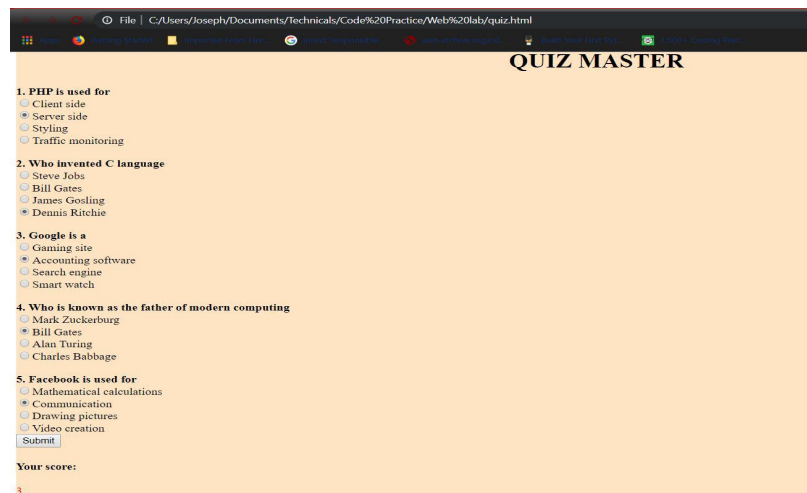 File | C:/Users/Joseph/Documents/Technicals/Code%20Practice/Web%20lab/quiz.html
QUIZ MASTER
1. PHP is used for
Client side
Server side
Styling
Traffic monitoring
2. Who invented C language
Steve Jobs
Bill Gates
James Gosling
Dennis Ritchie
3. Google is a
Gaming site
Accounting software
Search engine
Smart watch
4. Who is known as the father of modern computing
Mark Zuckerburg
Bill Gates
Alan Turing
Charles Babbage
5. Facebook is used for
Mathematical calculations
Communication
Drawing pictures
Video creation
Submit
Your score:
3